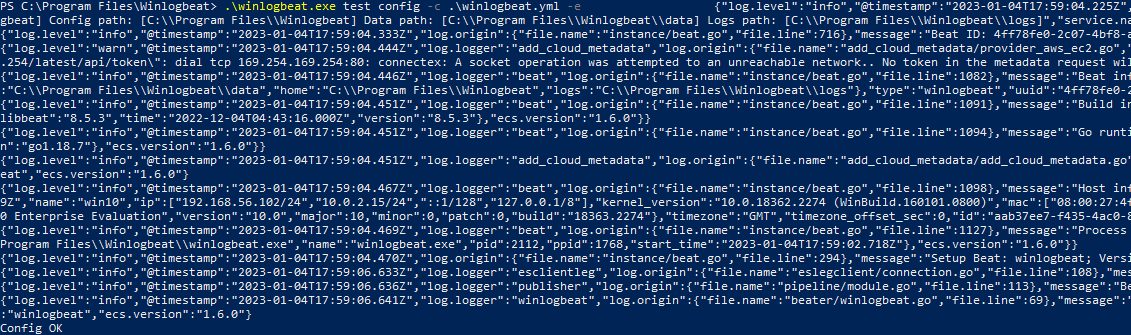 PS C:\Program Files\Winlogbeat> .\winlogbeat.exe test config -c .\winlogbeat.yml -e {"log.level":"info","@timestamp":"2023-01-04T17:59:04.225Z",
gbeat] Config path: [C:\\Program Files\\Winlogbeat] Data path: [C:\\Program Files\\Winlogbeat\\data] Logs path: [C:\\Program Files\\Winlogbeat\\logs]","service.na
{"log.level":"info","@timestamp":"2023-01-04T17:59:04.333Z","log.origin":{"file.name":"instance/beat.go","file.line":716},"message":"Beat ID: 4ff78fe0-2c07-4bf8-a
{"log.level":"warn","@timestamp":"2023-01-04T17:59:04.444Z","log.logger":"add_cloud_metadata","log.origin":{"file.name":"add_cloud_metadata/provider_aws_ec2.go","
.254/latest/api/token\": dial tcp 169.254.169.254:80: connectex: A socket operation was attempted to an unreachable network.. No token in the metadata request wil
{"log.level":"info","@timestamp":"2023-01-04T17:59:04.446Z","log.logger":"beat","log.origin":{"file.name":"instance/beat.go","file.line":1082},"message":"Beat inf
:"C:\\Program Files\\Winlogbeat\\data","home":"C:\\Program Files\\Winlogbeat","logs":"C:\\Program Files\\Winlogbeat\\logs"},"type":"winlogbeat","uuid":"4ff78fe0-2
{"log.level":"info","@timestamp":"2023-01-04T17:59:04.451Z","log.logger":"beat","log.origin":{"file.name":"instance/beat.go","file.line":1091},"message":"Build in
libbeat":"8.5.3","time":"2022-12-04T04:43:16.000Z","version":"8.5.3"},"ecs.version":"1.6.0"}}
{"log.level":"info","@timestamp":"2023-01-04T17:59:04.451Z","log.logger":"beat","log.origin":{"file.name":"instance/beat.go","file.line":1094},"message":"Go runti
n":"go1.18.7"},"ecs.version":"1.6.0"}}
{"log.level":"info","@timestamp":"2023-01-04T17:59:04.451Z","log.logger":"add_cloud_metadata","log.origin":{"file.name":"add_cloud_metadata/add_cloud_metadata.go"
eat","ecs.version":"1.6.0"}
{"log.level":"info","@timestamp":"2023-01-04T17:59:04.467Z","log.logger":"beat","log.origin":{"file.name":"instance/beat.go","file.line":1098},"message":"Host inf
9Z","name":"win10","ip":["192.168.56.102/24","10.0.2.15/24","::1/128","127.0.0.1/8"],"kernel_version":"10.0.18362.2274 (WinBuild.160101.0800)","mac":["08:00:27:4f
0 Enterprise Evaluation","version":"10.0","major":10,"minor":0,"patch":0,"build":"18363.2274"},"timezone":"GMT","timezone_offset_sec":0,"id":"aab37ee7-f435-4ac0-8
{"log.level":"info","@timestamp":"2023-01-04T17:59:04.469Z","log.logger":"beat","log.origin":{"file.name":"instance/beat.go","file.line":1127},"message":"Process
Program Files\\Winlogbeat\\winlogbeat.exe","name":"winlogbeat.exe","pid":2112,"ppid":1768,"start_time":"2023-01-04T17:59:02.718Z"},"ecs.version":"1.6.0"}}
{"log.level":"info","@timestamp":"2023-01-04T17:59:04.470Z","log.origin":{"file.name":"instance/beat.go","file.line":294},"message":"Setup Beat: winlogbeat; Versi
{"log.level":"info","@timestamp":"2023-01-04T17:59:06.633Z","log.logger":"esclientleg","log.origin":{"file.name":"eslegclient/connection.go","file.line":108},"mes
{"log.level":"info","@timestamp":"2023-01-04T17:59:06.636Z","log.logger":"publisher","log.origin":{"file.name":"pipeline/module.go","file.line":113},"message":"Be
{"log.level":"info","@timestamp":"2023-01-04T17:59:06.641Z","log.logger":"winlogbeat","log.origin":{"file.name":"beater/winlogbeat.go","file.line":69},"message":"
:"winlogbeat","ecs.version":"1.6.0"}
Config OK